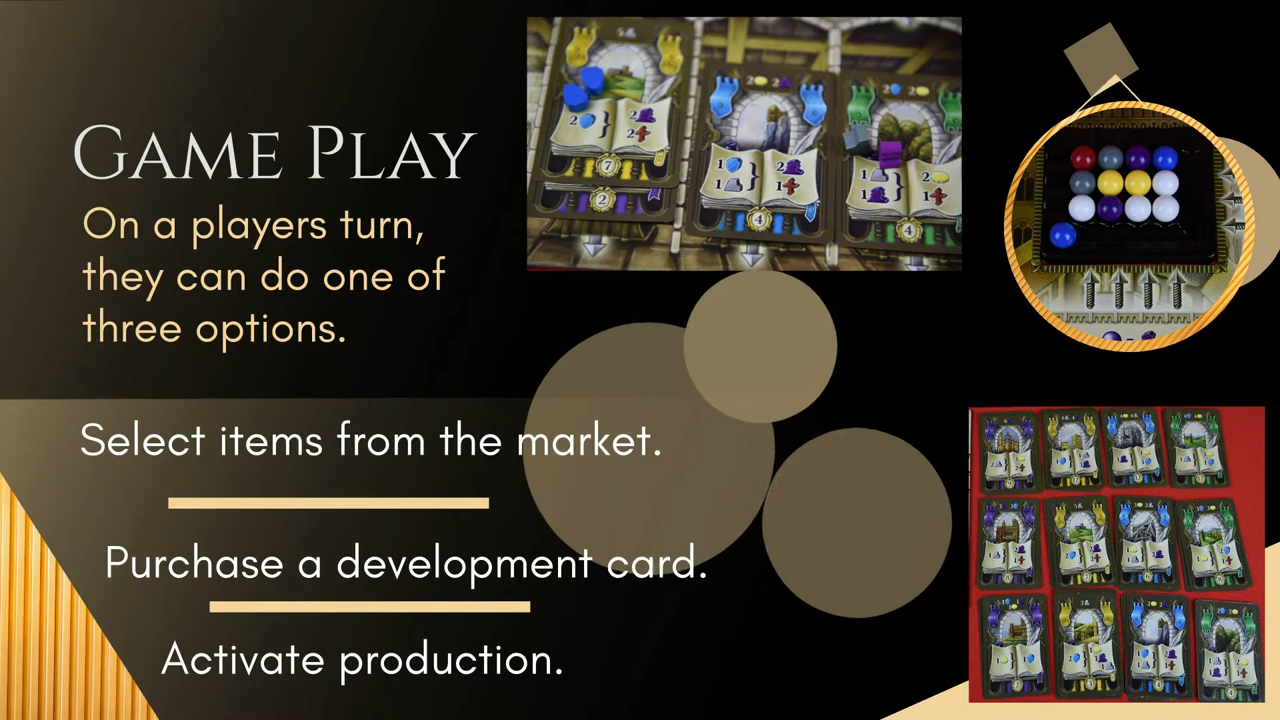 GAME PLAY
On a players turn,
they can do one of
three options.
Select items from the market.
Purchase a development card.
Activate production.